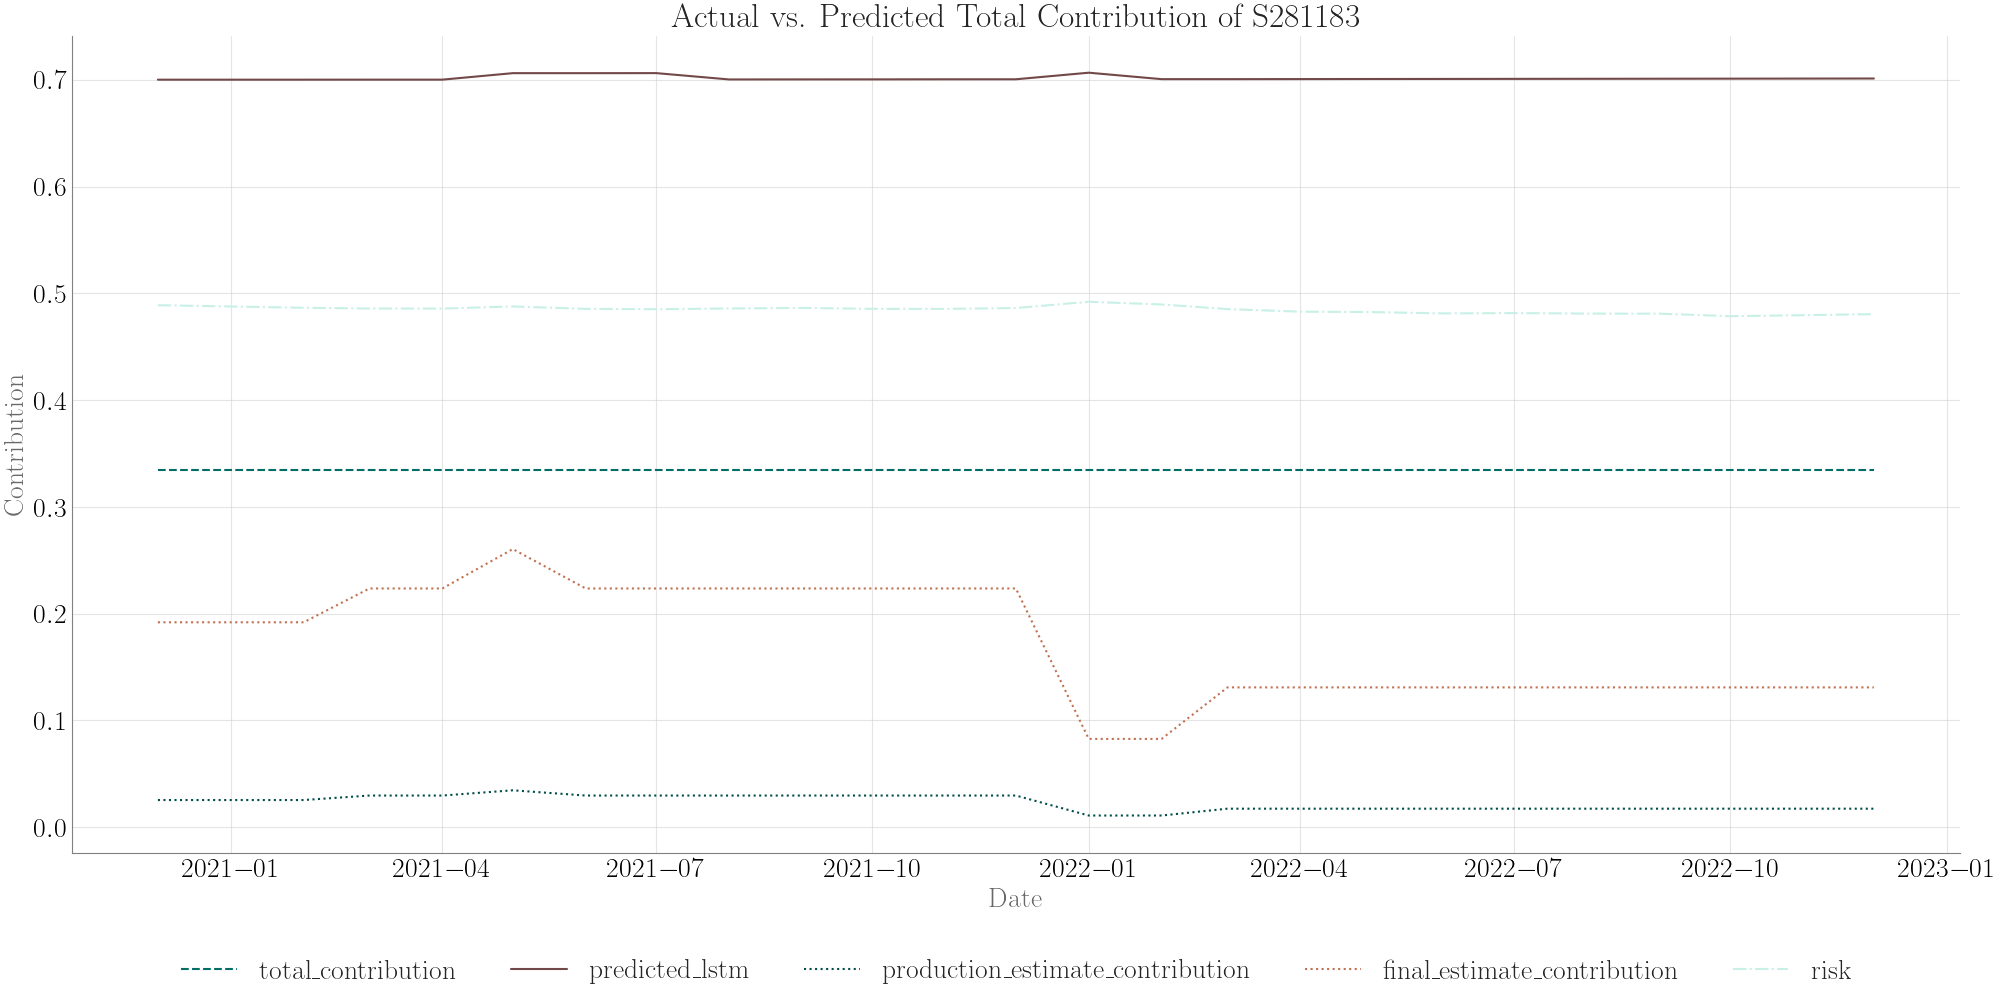 Actual vs. Predicted Total Contribution of S281183
Contribution
0.7
0.6
0.5
0.4
0.3
0.2
0.1
0.0
2021−01 2021−04 2021−07 2021−10 2022−01 2022−04 2022−07 2022−10 2023−01
Date
total_contribution predicted_lstm production_estimate_contribution final_estimate_contribution risk